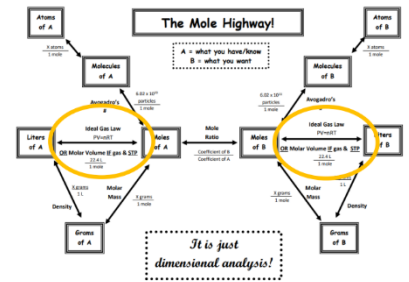 Atoms
of A
The Mole Highway!
Atoms
of B
A = what you have/know
B = what you want
X atoms
1 mole
X atoms
1 mole
Molecules
of A
Molecules
of B
Avogadro's
6.02 x 10²³
particles
1 mole
6.02 x 10²³
particles
1 mole
Avogadro's
Liters
of A
Ideal Gas Law
PV=nRT
OR Molar Volume IF gas & STP
22.4 L
1 mole
Moles
of A
Mole
Ratio
Coefficient of B
Coefficient of A
Moles
of B
Ideal Gas Law
PV=nRT
OR Molar Volume IF gas & STP
22.4 L
1 mole
Liters
of B
X grams
1 L
Density
Molar
Mass
X grams
1 mole
X grams
1 mole
Molar
Mass
X grams
1 L
Density
Grams
of A
It is just
dimensional analysis!
Grams
of B